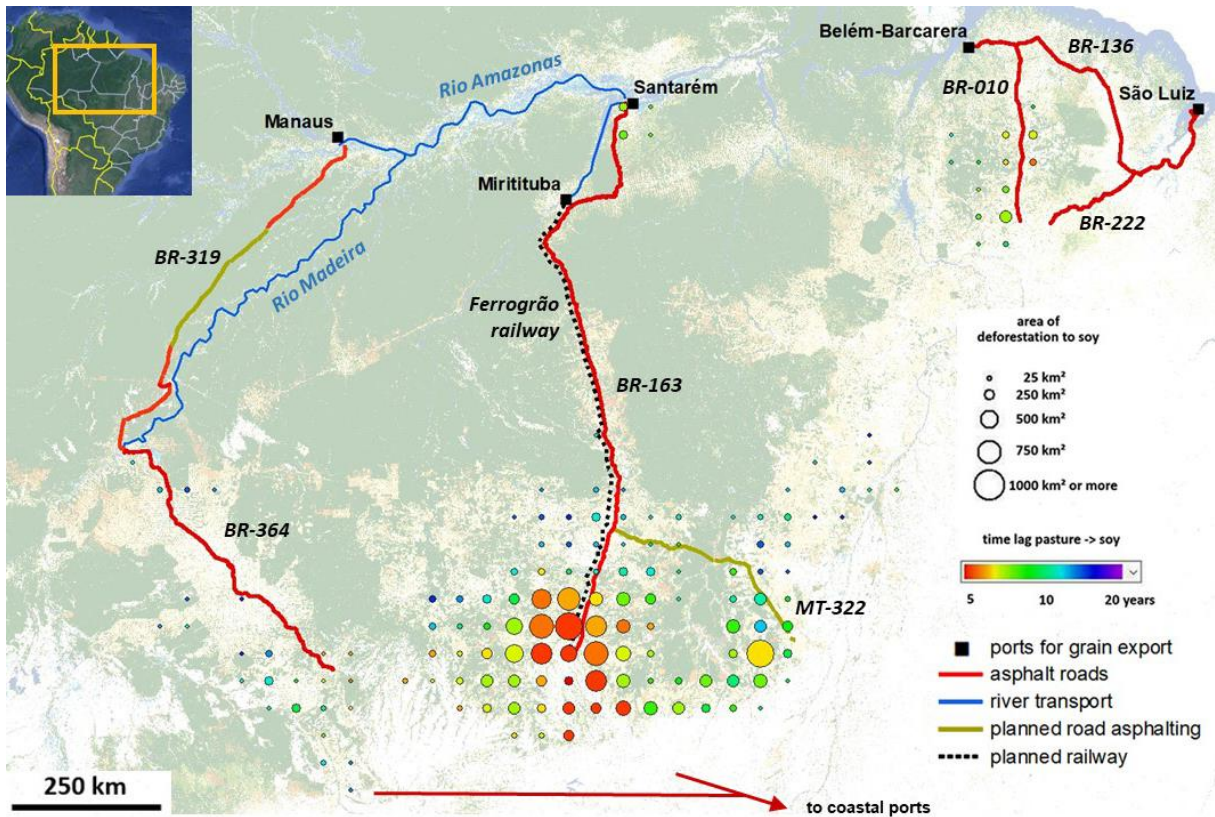 Belém-Barcarera
BR-136
Rio Amazonas
Santarém
BR-010
São Luiz
Manaus
Miritituba
BR-222
BR-319
Rio Madeira
Ferrogrão
railway
area
of
deforestation to soy
BR-163
25 km²
250 km²
500 km²
750 km²
1000 km² or more
BR-364
time lag pasture -> soy
5 10 20 years
MT-322
ports for grain export
asphalt roads
river transport
planned road asphalting
planned railway
250 km
to coastal ports